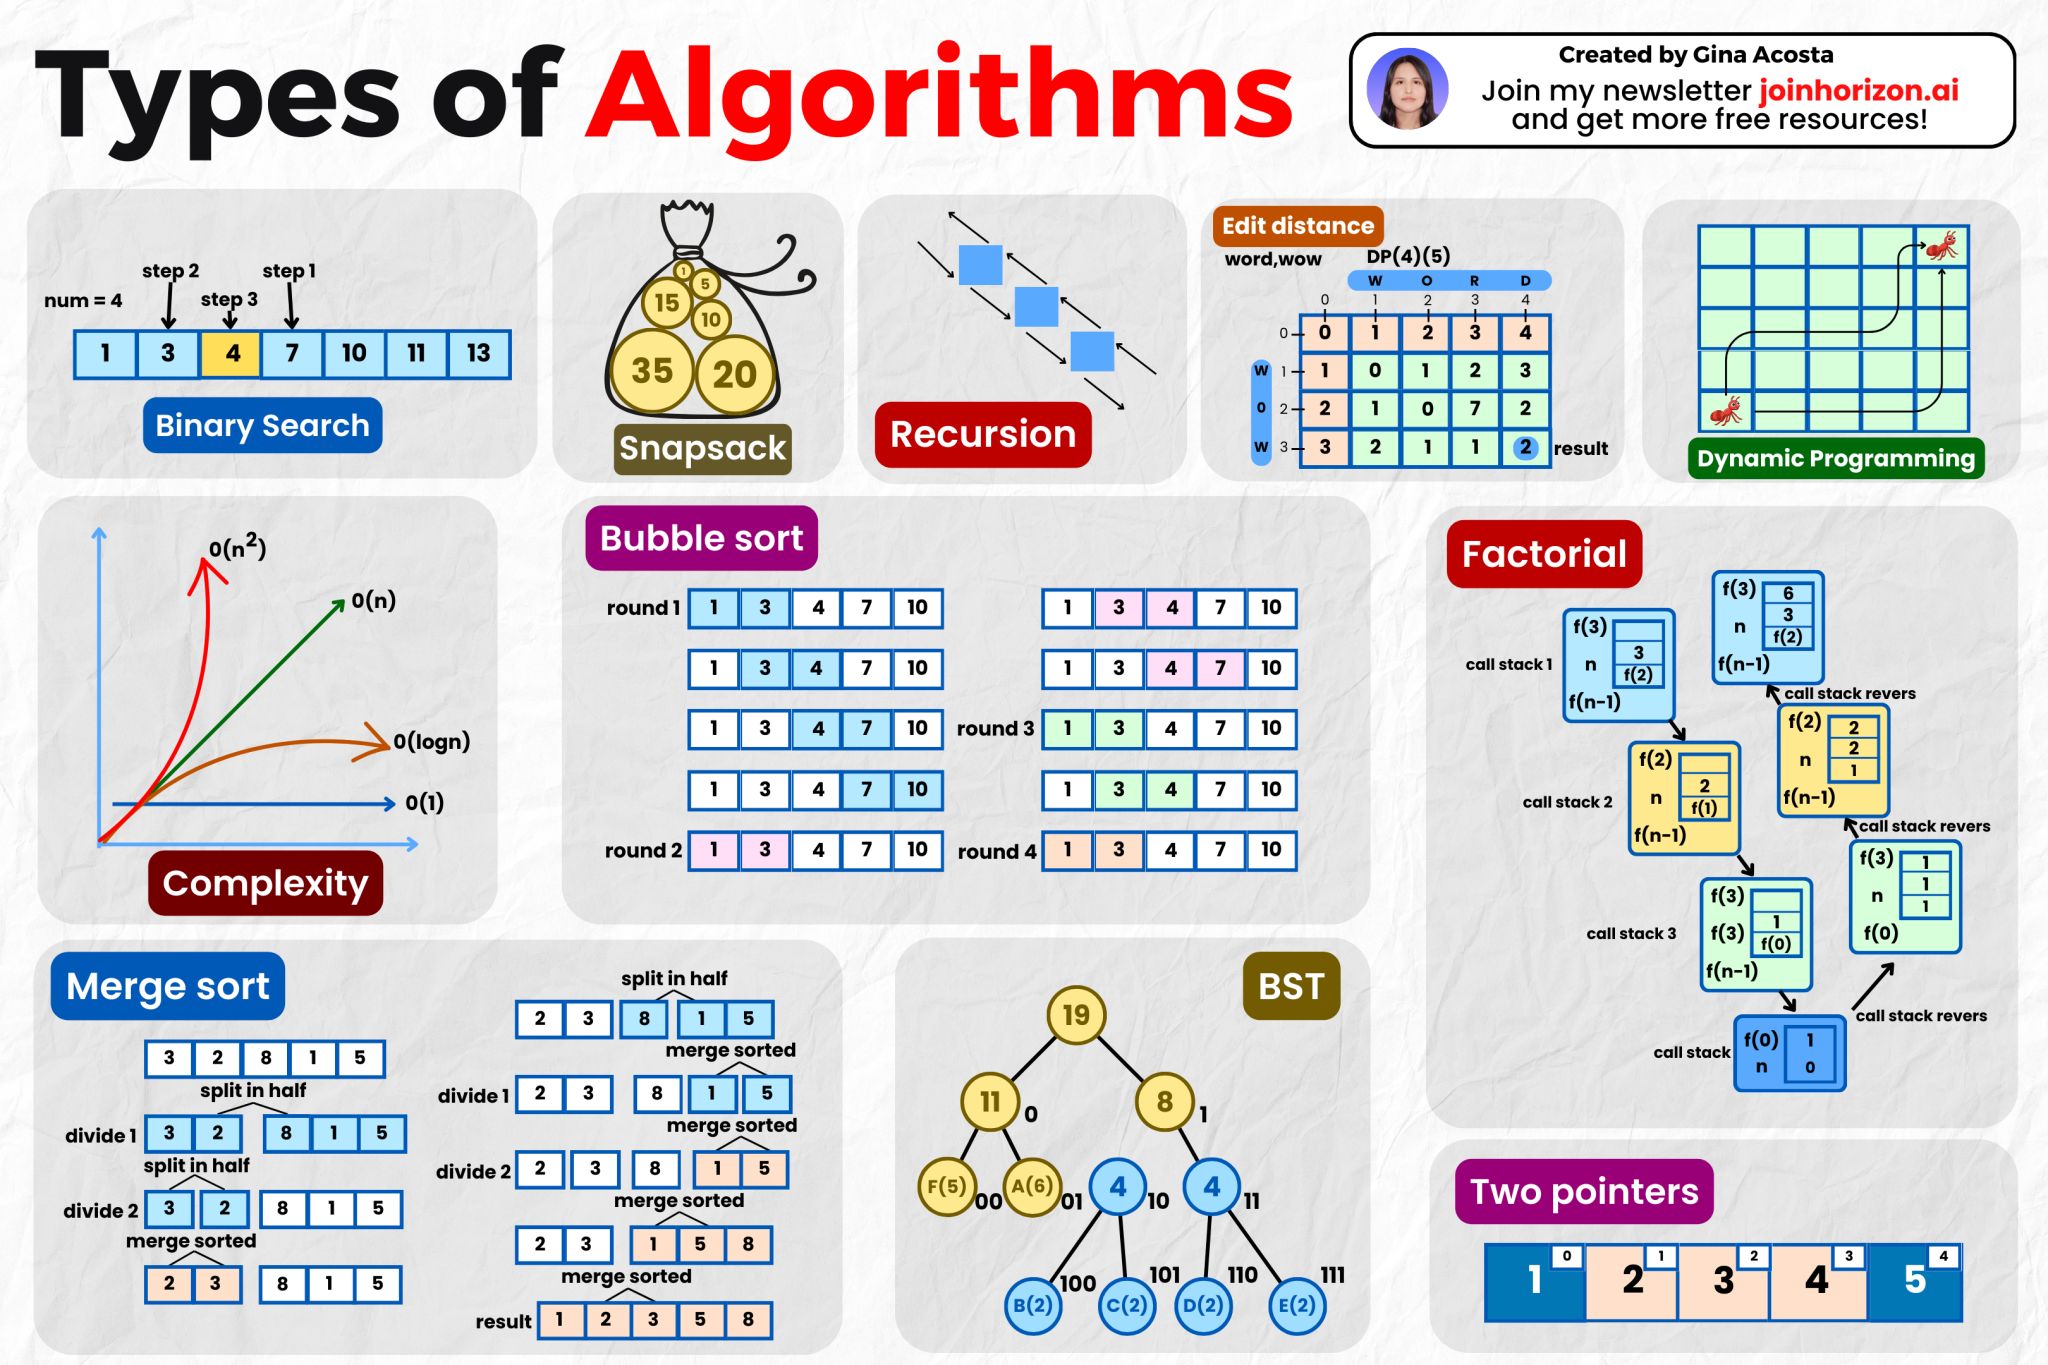 Types of Algorithms
Created by Gina Acosta
Join my newsletter joinhorizon.ai
and get more free resources!
step 2 step 1
num = 4 step 3
1 3 4 7 10 11 13
Binary Search
1
5
15
10
35 20
Snapsack
Recursion
Edit distance
word,wow DP(4)(5)
W O R D
0 1 2 3 4
0 0 1 2 3 4
W 1 1 0 1 2 3
0 2 2 1 0 7 2
W 3 3 2 1 1 2 result
Dynamic Programming
0(n²)
0(n)
0(logn)
0(1)
Complexity
Bubble sort
round 1 1 3 4 7 10
1 3 4 7 10
1 3 4 7 10
1 3 4 7 10
round 2 1 3 4 7 10
1 3 4 7 10
1 3 4 7 10
round 3 1 3 4 7 10
1 3 4 7 10
round 4 1 3 4 7 10
Factorial
call stack 1
f(3)
n 3
f(2)
f(n-1)
call stack 2
f(2)
n 2
f(1)
f(n-1)
call stack 3
f(3)
f(3) 1
f(0)
f(n-1)
call stack
f(0) 1
n 0
call stack revers
f(3) 1
n 1
1
f(0)
call stack revers
f(2) 2
n 2
1
f(n-1)
call stack revers
f(3) 6
n 3
f(2)
f(n-1)
Merge sort
3 2 8 1 5
split in half
divide 1 3 2 8 1 5
split in half
divide 2 3 2 8 1 5
merge sorted
2 3 8 1 5
split in half
2 3 8 1 5
merge sorted
divide 1 2 3 8 1 5
merge sorted
divide 2 2 3 8 1 5
merge sorted
2 3 1 5 8
merge sorted
result 1 2 3 5 8
BST
19
11 0 8 1
F(5) 00 A(6) 01 4 10 4 11
B(2) 100 C(2) 101 D(2) 110 E(2) 111
Two pointers
0 1 2 3 4
1 2 3 4 5